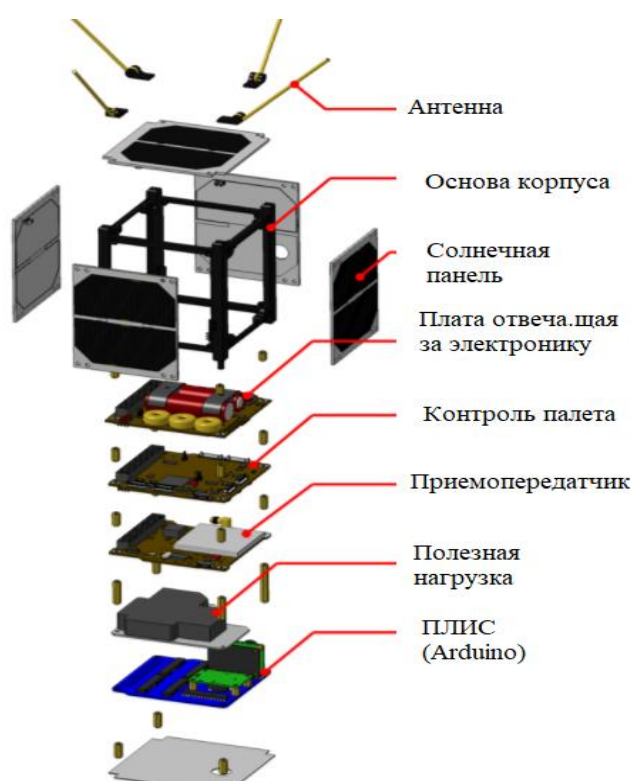 Антенна
Основа корпуса
Солнечная
панель
Плата отвеча.щая
за электронику
Контроль палета
Приемопередатчик
Полезная
нагрузка
ПЛИС
(Arduino)